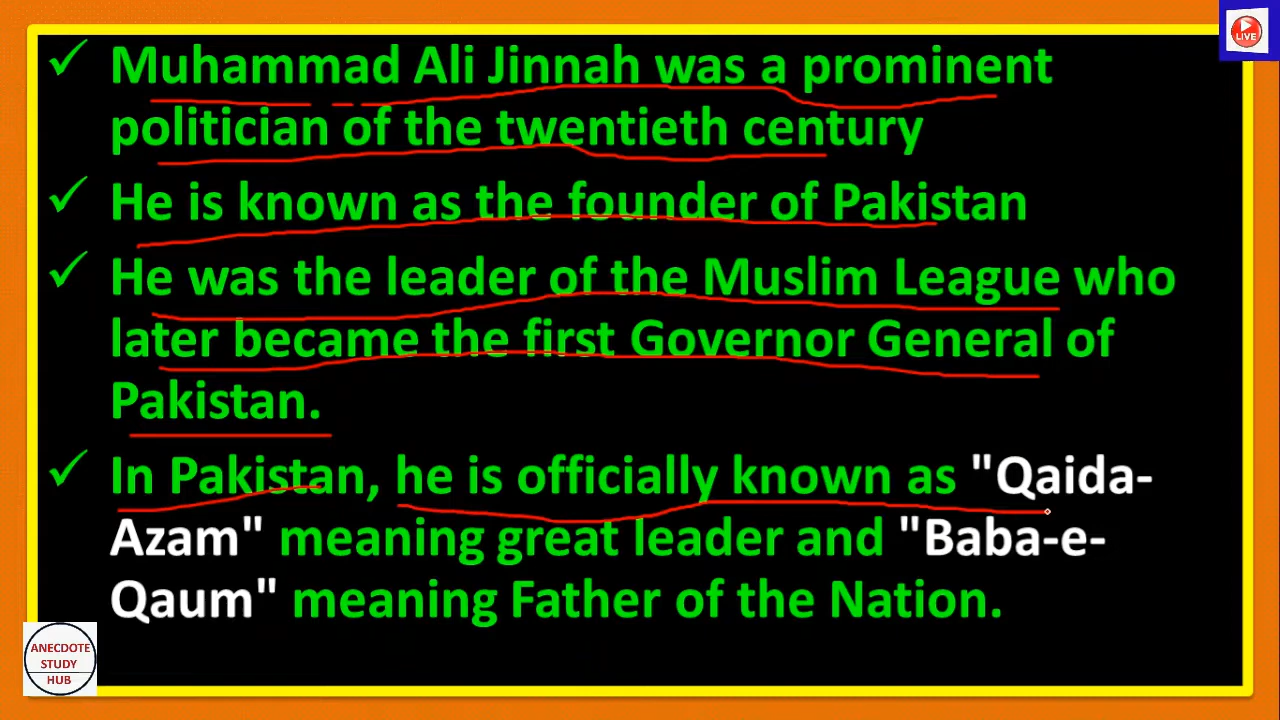 LIVE
✓ Muhammad Ali Jinnah was a prominent
politician of the twentieth century
✓ He is known as the founder of Pakistan
✓ He was the leader of the Muslim League who
later became the first Governor General of
Pakistan.
✓ In Pakistan, he is officially known as "Qaida-
Azam" meaning great leader and "Baba-e-
Qaum" meaning Father of the Nation.
ANECDOTE
STUDY
HUB